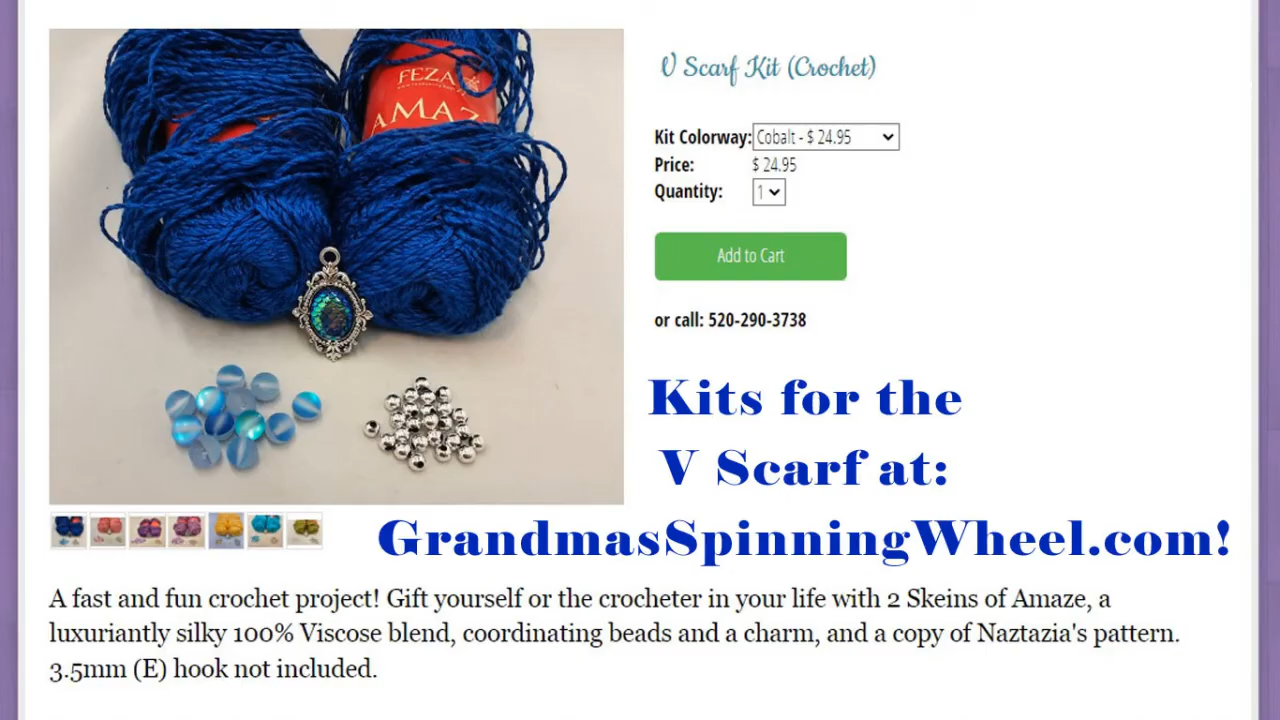 FEZA
AMAZ
V Scarf Kit (Crochet)
Kit Colorway: Cobalt - $ 24.95
Price: $ 24.95
Quantity: 1
Add to Cart
or call: 520-290-3738
Kits for the
V Scarf at:
GrandmasSpinningWheel.com!
A fast and fun crochet project! Gift yourself or the crocheter in your life with 2 Skeins of Amaze, a
luxuriantly silky 100% Viscose blend, coordinating beads and a charm, and a copy of Naztazia's pattern.
3.5mm (E) hook not included.